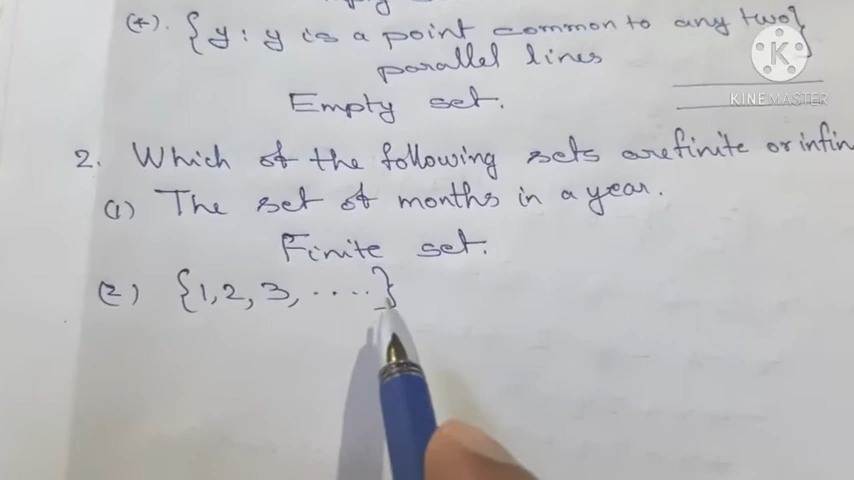 (*). {y : y is a point common to any two}
parallel lines
KINEMASTER
Empty set.
2. Which of the following sets are finite or infin
(1) The set of months in a year.
Finite set.
(2) {1, 2, 3, .....}